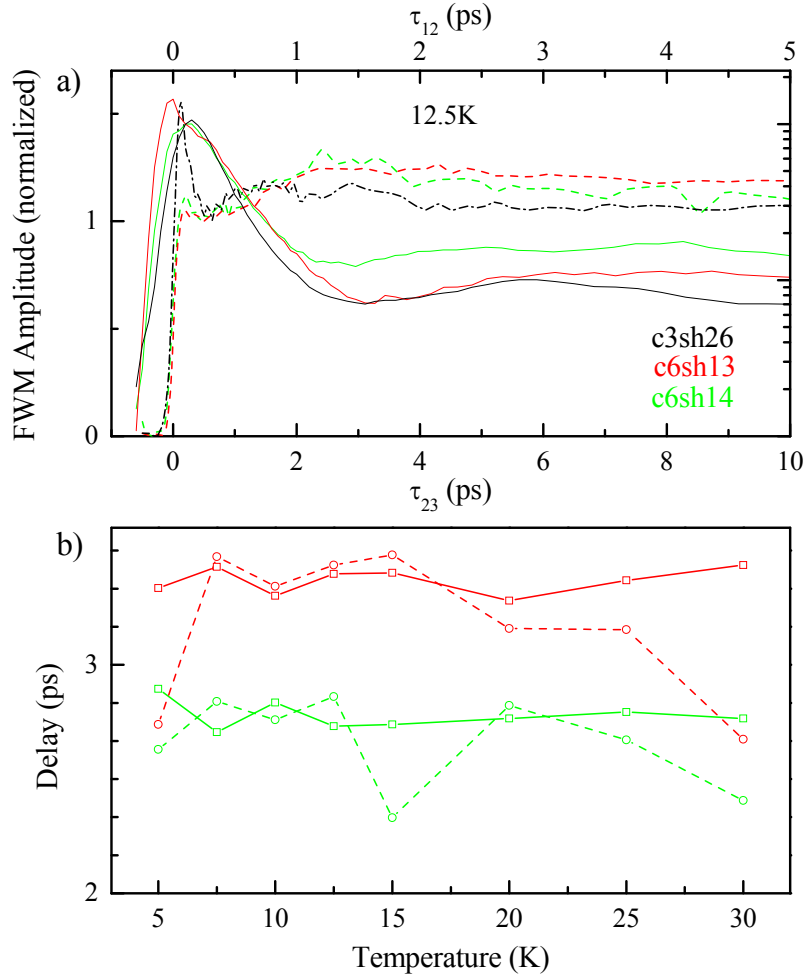 τ12 (ps)
0 1 2 3 4 5
a)
12.5K
FWM Amplitude (normalized)
1
0
c3sh26
c6sh13
c6sh14
0 2 4 6 8 10
τ23 (ps)
b)
Delay (ps)
3
2
5 10 15 20 25 30
Temperature (K)